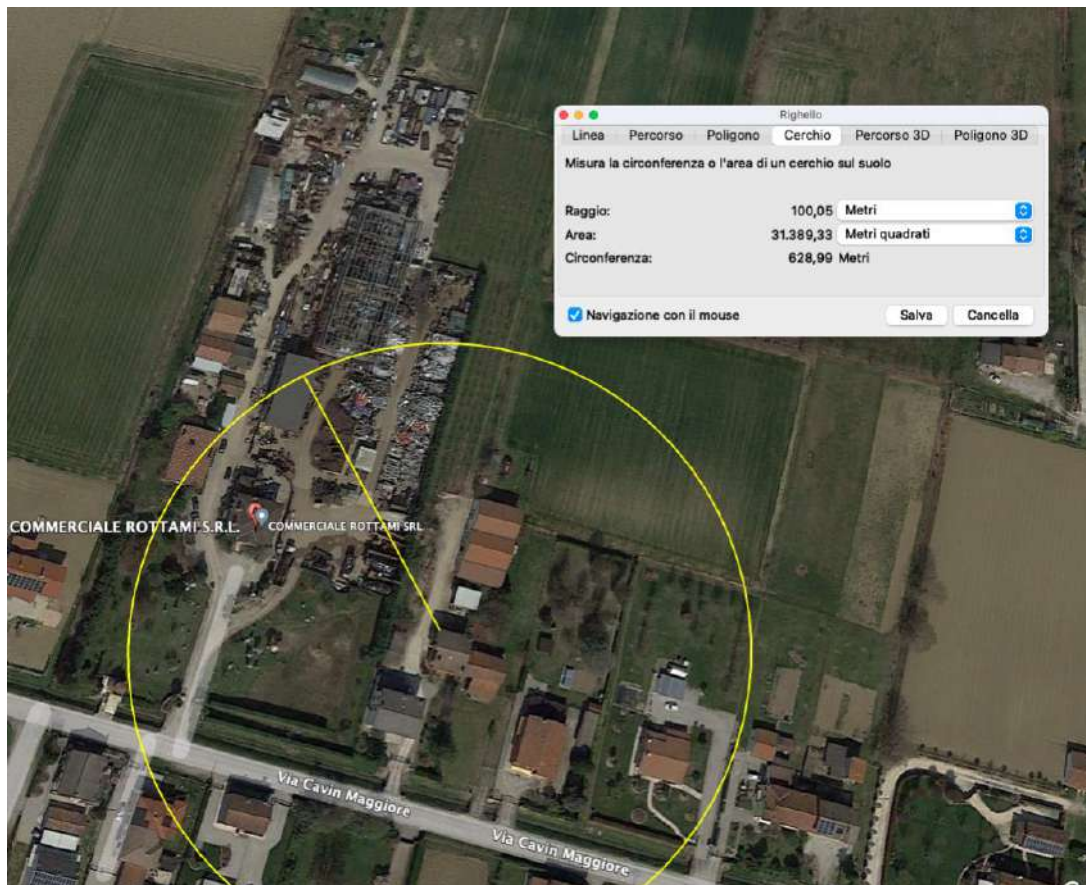 Righello
Linea Percorso Poligono Cerchio Percorso 3D Poligono 3D
Misura la circonferenza o l'area di un cerchio sul suolo
Raggio: 100,05 Metri
Area: 31.389,33 Metri quadrati
Circonferenza: 628,99 Metri
Navigazione con il mouse Salva Cancella
COMMERCIALE ROTTAMI S.R.L. COMMERCIALE ROTTAMI SRL
Via Cavin Maggiore
Via Cavin Maggiore